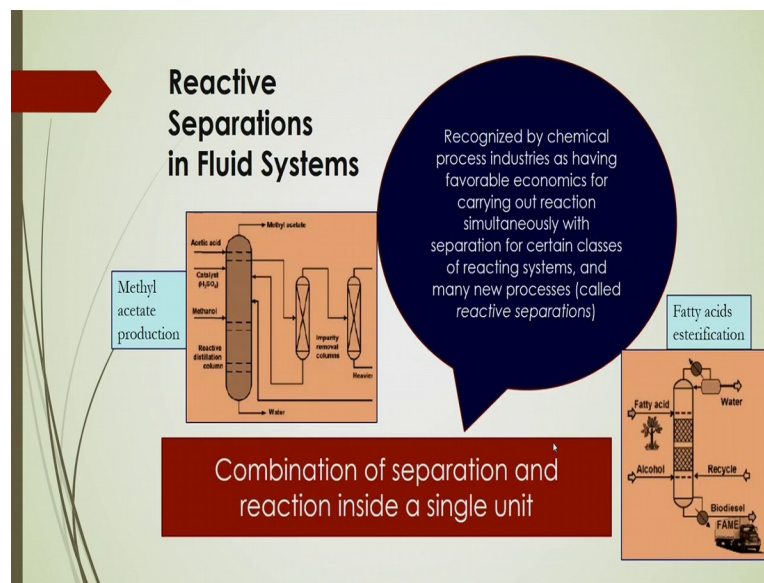 Reactive
Separations
in Fluid Systems
Recognized by chemical
process industries as having
favorable economics for
carrying out reaction
simultaneously with
separation for certain classes
of reacting systems, and
many new processes (called
reactive separations)
Methyl
acetate
production
Methyl acetate
Acetic acid
Catalyst
(H₂SO₄)
Methanol
Reactive
distillation
column
Impurity
removal
columns
Heavier
Water
Fatty acids
esterification
Fatty acid
Water
Alcohol
Recycle
Biodiesel
FAME
Combination of separation and
reaction inside a single unit